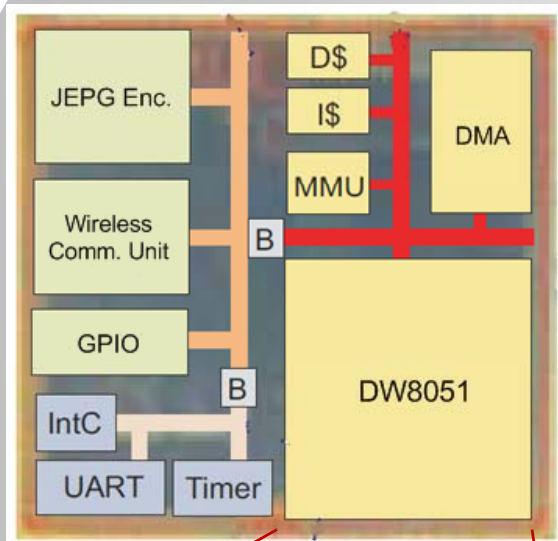 JEPG Enc.
D$
I$
DMA
MMU
Wireless
Comm. Unit
B
GPIO
B
DW8051
IntC
UART
Timer